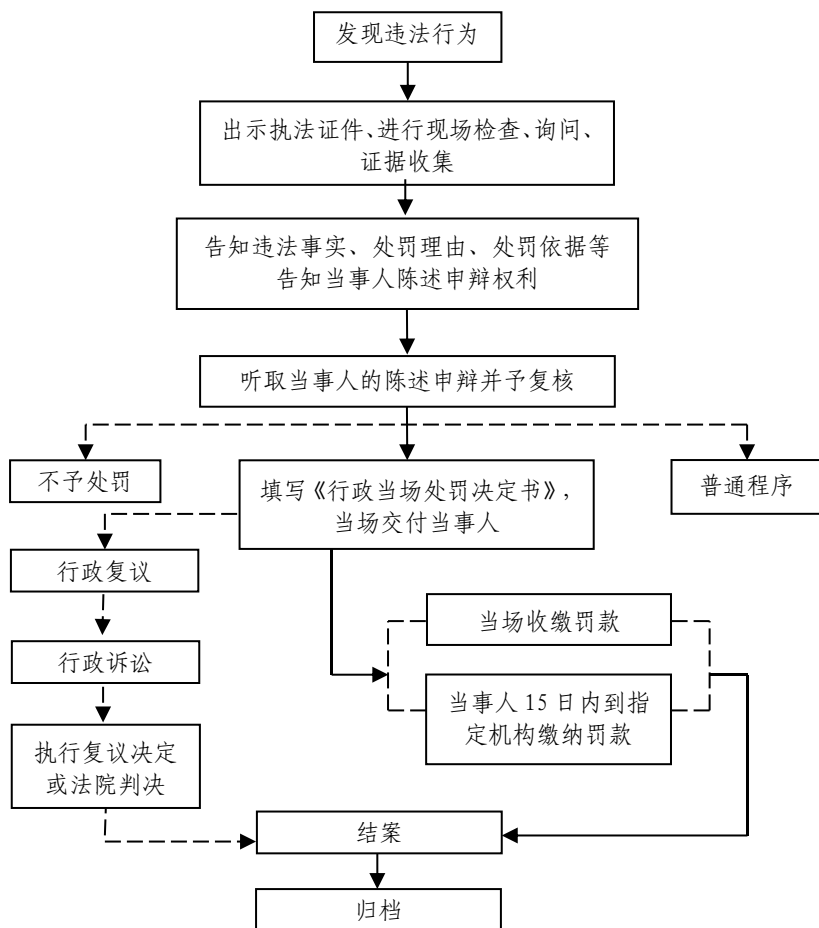 发现违法行为
出示执法证件、进行现场检查、询问、
证据收集
告知违法事实、处罚理由、处罚依据等
告知当事人陈述申辩权利
听取当事人的陈述申辩并予复核
不予处罚
填写《行政当场处罚决定书》,
当场交付当事人
普通程序
行政复议
当场收缴罚款
行政诉讼
当事人 15 日内到指
定机构缴纳罚款
执行复议决定
或法院判决
结案
归档